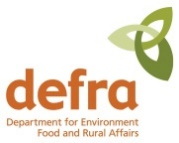 defra
Department for Environment
Food and Rural Affairs